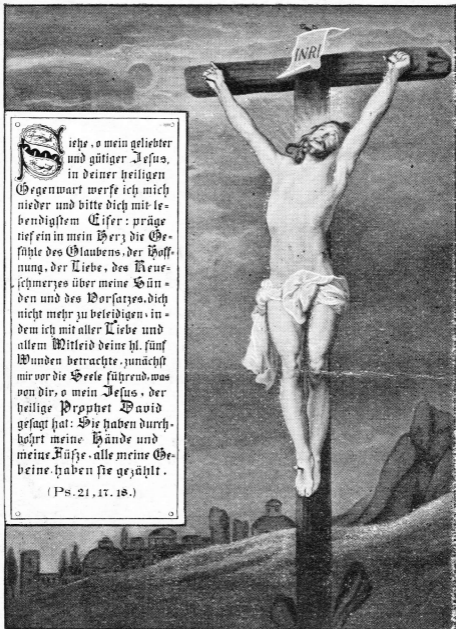 INRI
Siehe, o mein geliebter
und gütiger Jesus,
in deiner heiligen
Gegenwart werfe ich mich
nieder und bitte dich mit le-
bendigstem Eifer: präge
tief ein in mein Herz die Ge-
fühle des Glaubens, der Hoff-
nung, der Liebe, des Reue-
schmerzes über meine Sün-
den und des Vorsatzes, dich
nicht mehr zu beleidigen, in-
dem ich mit aller Liebe und
allem Mitleid deine hl. fünf
Wunden betrachte, zunächst
mir vor die Seele führend, was
von dir, o mein Jesus, der
heilige Prophet David
gesagt hat: Sie haben durch-
bohrt meine Hände und
meine Füße, alle meine Ge-
beine haben sie gezählt.
(Ps. 21, 17. 18.)